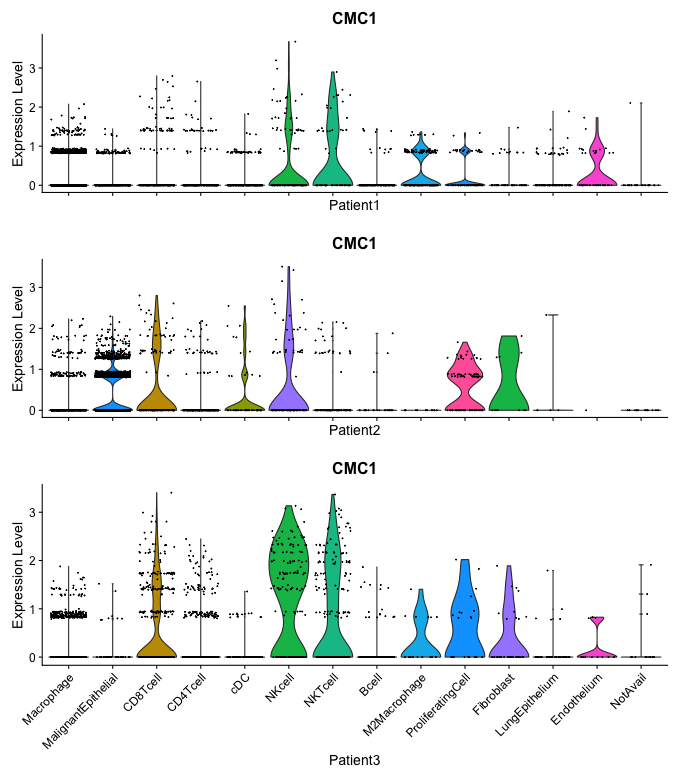 CMC1
Expression Level
3
2
1
0
Patient1
CMC1
Expression Level
3
2
1
0
Patient2
CMC1
Expression Level
3
2
1
0
Macrophage
MalignantEpithelial
CD8Tcell
CD4Tcell
cDC
NKcell
NKTcell
Bcell
M2Macrophage
ProliferatingCell
Fibroblast
LungEpithelium
Endothelium
NotAvail
Patient3